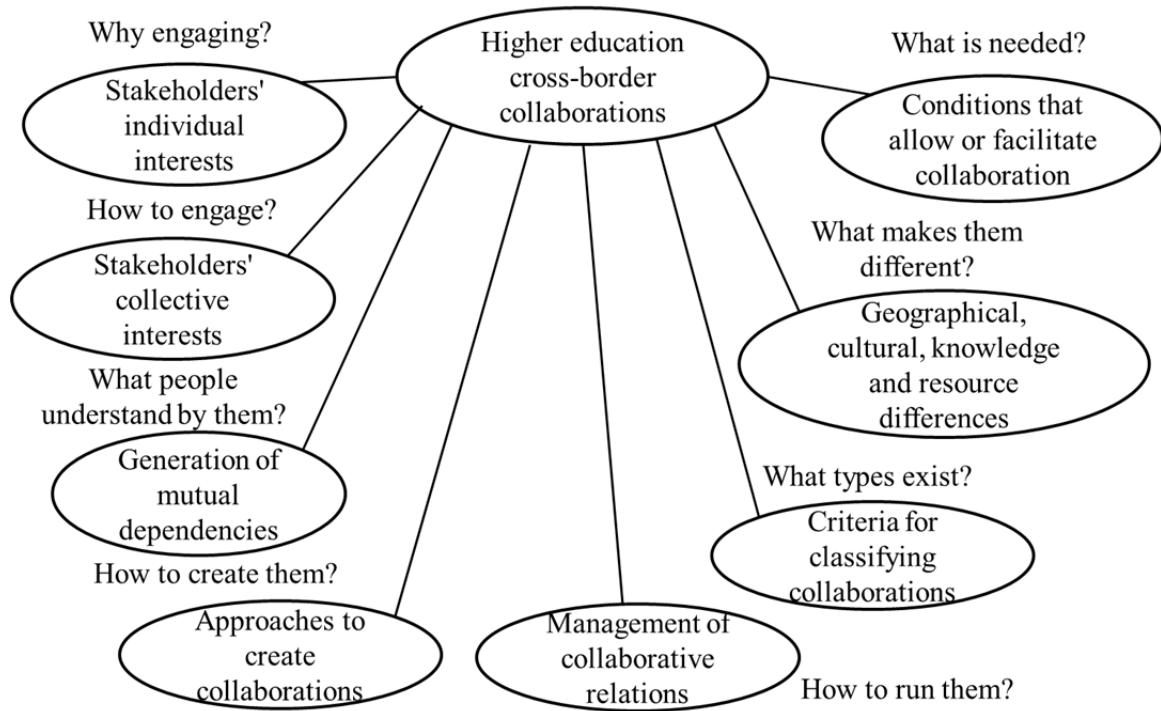 Higher education
cross-border
collaborations
Why engaging?
Stakeholders'
individual
interests
How to engage?
Stakeholders'
collective
interests
What people
understand by them?
Generation of
mutual
dependencies
How to create them?
Approaches to
create
collaborations
Management of
collaborative
relations
How to run them?
What types exist?
Criteria for
classifying
collaborations
What makes them
different?
Geographical,
cultural, knowledge
and resource
differences
What is needed?
Conditions that
allow or facilitate
collaboration